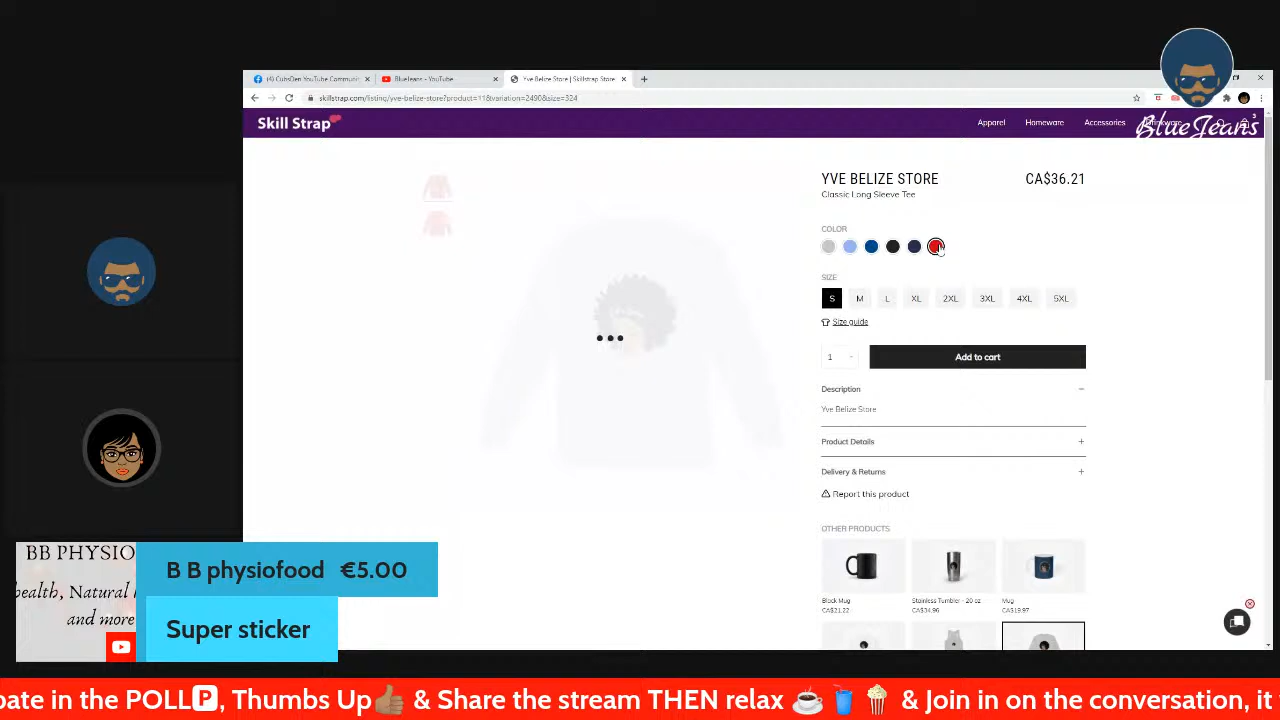 (4) CubsDen YouTube Communit
BlueJeans - YouTube
Yve Belize Store | Skillstrap Store
skillstrap.com/listing/yve-belize-store?product=11&variation=2490&size=324
Skill Strap
Apparel
Homeware
Accessories
3
BlueJeans
YVE BELIZE STORE
CA$36.21
Classic Long Sleeve Tee
COLOR
SIZE
S M L XL 2XL 3XL 4XL 5XL
Size guide
1
Add to cart
Description
Yve Belize Store
Product Details
Delivery & Returns
Report this product
OTHER PRODUCTS
Black Mug
CA$21.22
Stainless Tumbler - 20 oz
CA$34.96
Mug
CA$19.97
BB PHYSIO
health, Natural
and more
B B physiofood €5.00
Super sticker
pate in the POLL🅿, Thumbs Up👍🏾 & Share the stream THEN relax ☕🥤🍿 & Join in on the conversation, it